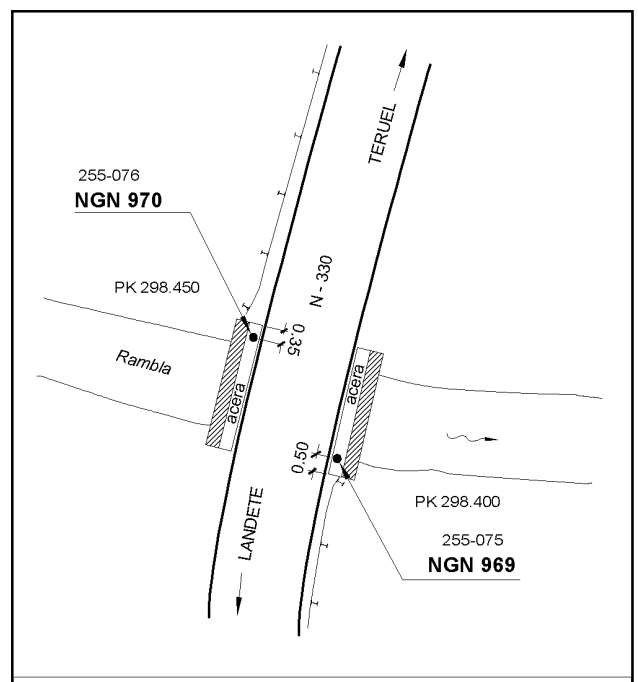 TERUEL
255-076
NGN 970
N - 330
PK 298.450
0.35
Rambla
acera
acera
0.50
PK 298.400
LANDETE
255-075
NGN 969